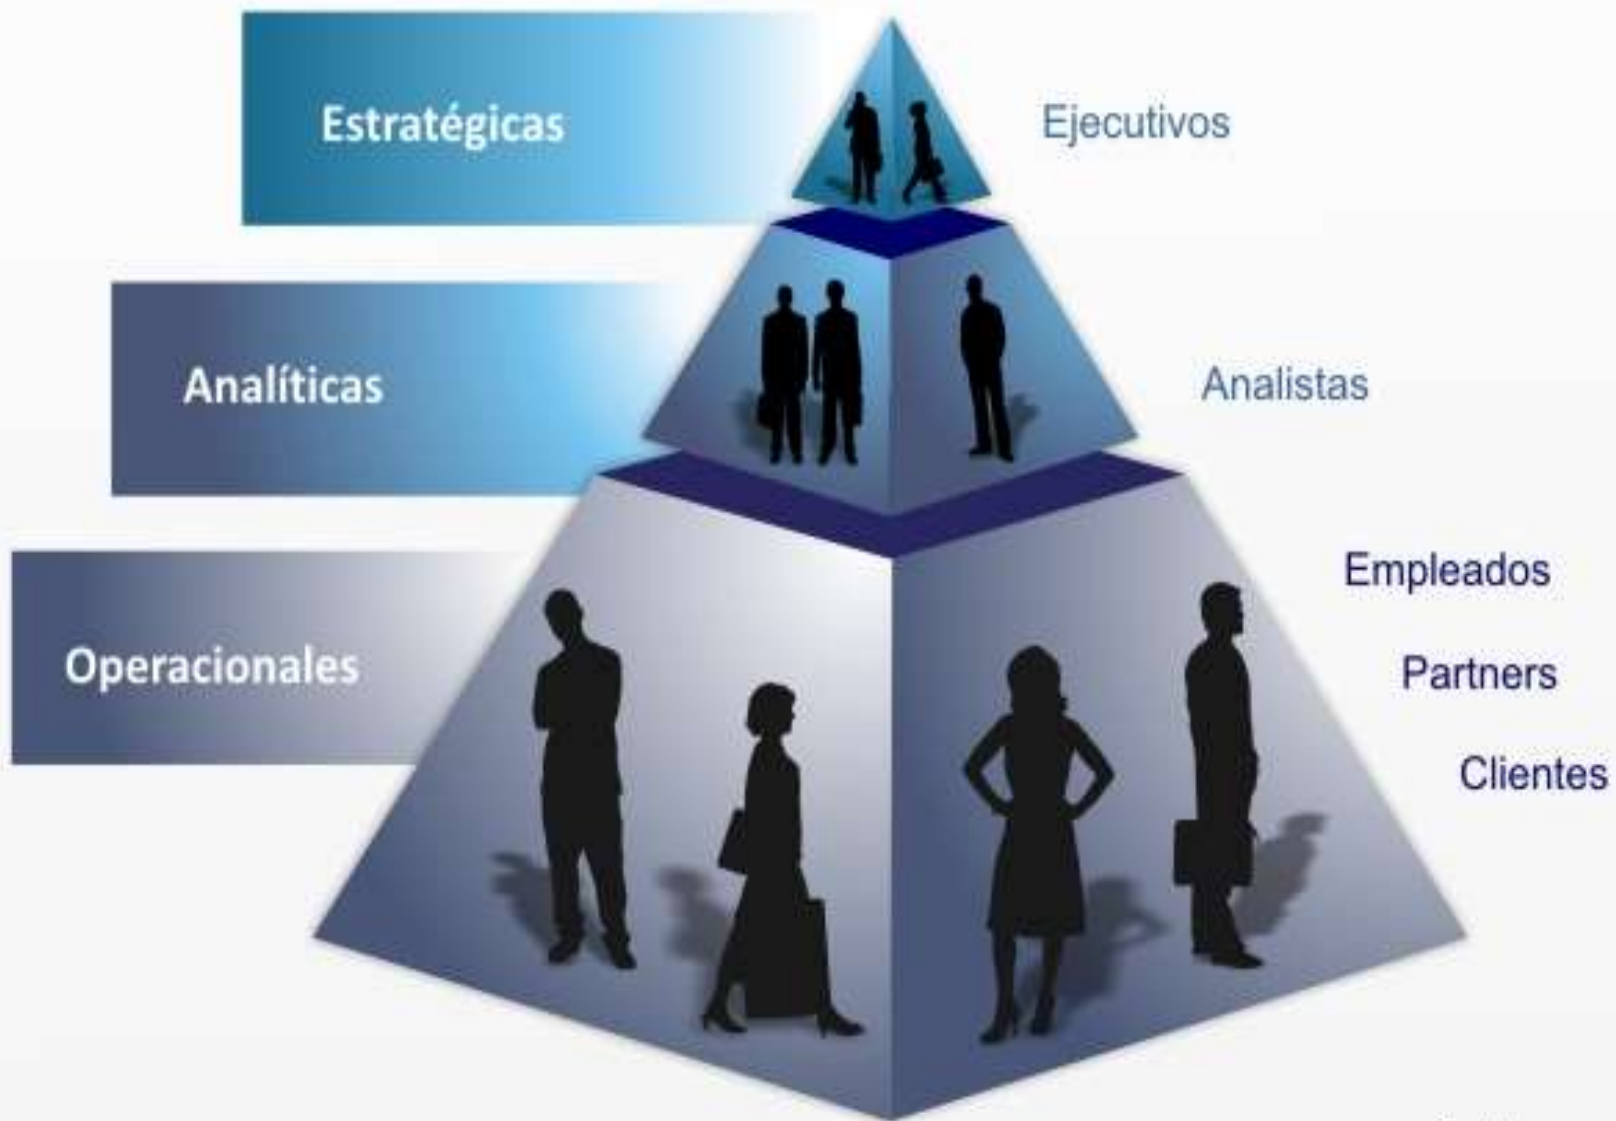 Estratégicas
Ejecutivos
Analíticas
Analistas
Operacionales
Empleados
Partners
Clientes